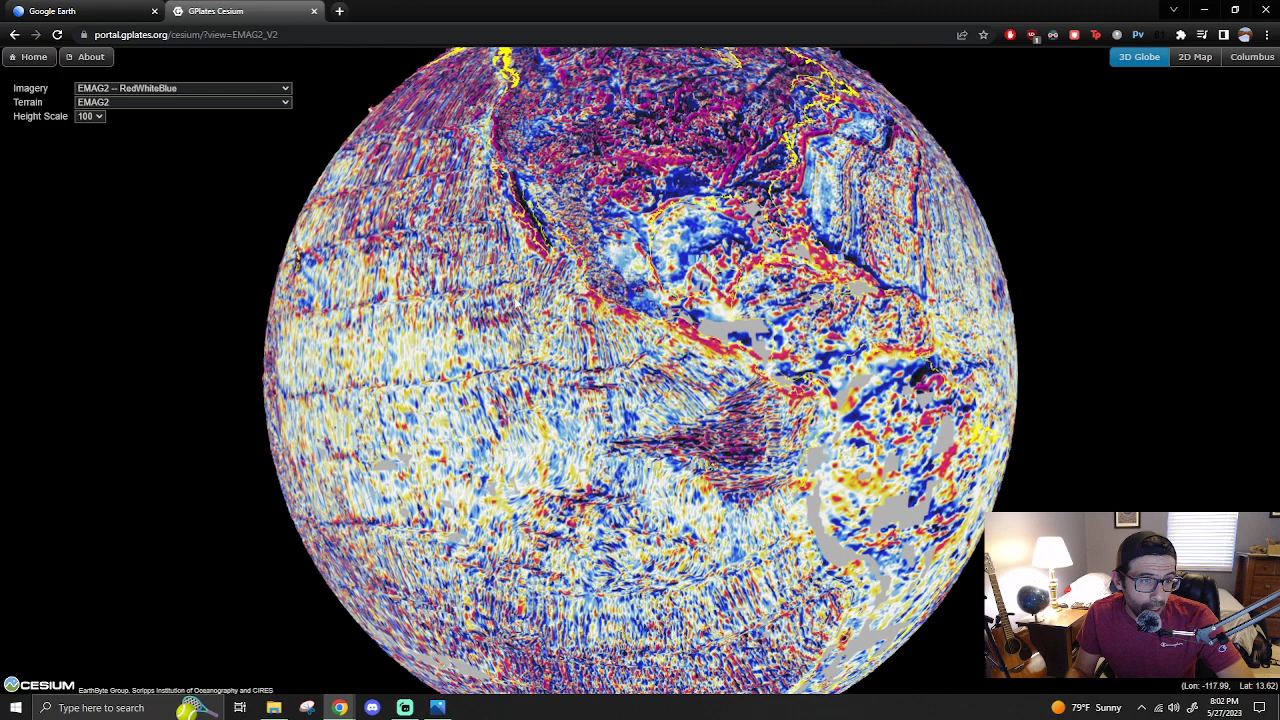 Google Earth
GPlates Cesium
portal.gplates.org/cesium/?view=EMAG2_V2
Home
About
3D Globe
2D Map
Columbus
Imagery
EMAG2 -- RedWhiteBlue
Terrain
EMAG2
Height Scale
100
CESIUM
EarthByte Group, Scripps Institution of Oceanography and CIRES
(Lon: -117.99, Lat: 13.62)
Type here to search
79°F Sunny
8:02 PM
5/27/2023